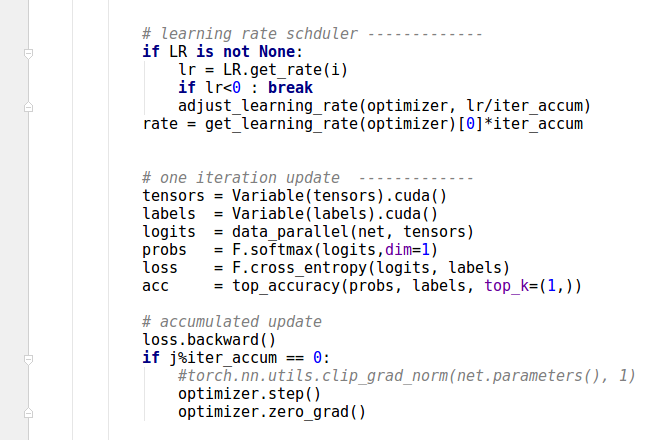 # learning rate schduler -------------
if LR is not None:
    lr = LR.get_rate(i)
    if lr<0 : break
    adjust_learning_rate(optimizer, lr/iter_accum)
rate = get_learning_rate(optimizer)[0]*iter_accum
# one iteration update  -------------
tensors = Variable(tensors).cuda()
labels  = Variable(labels).cuda()
logits  = data_parallel(net, tensors)
probs   = F.softmax(logits,dim=1)
loss    = F.cross_entropy(logits, labels)
acc     = top_accuracy(probs, labels, top_k=(1,))
# accumulated update
loss.backward()
if j%iter_accum == 0:
    #torch.nn.utils.clip_grad_norm(net.parameters(), 1)
    optimizer.step()
    optimizer.zero_grad()